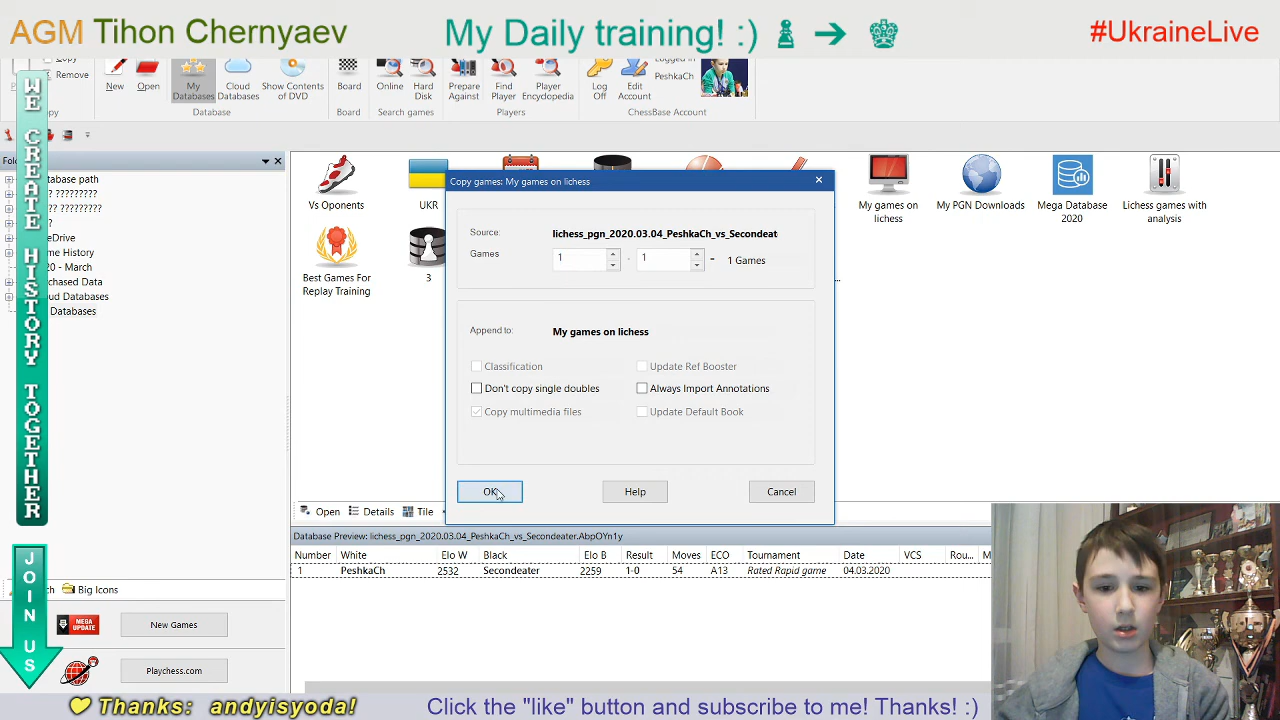 AGM Tihon Chernyaev
My Daily training! :)
#UkraineLive
Copy
Remove
New
Open
My Databases
Cloud Databases
Show Contents of DVD
Database
Board
Board
Online
Hard Disk
Search games
Prepare Against
Find Player
Player Encyclopedia
Players
Log Off
Edit Account
Logged in
PeshkaCh
ChessBase Account
WE CREATE HISTORY TOGETHER
JOIN US
? ?????????
? ????????
Vs Oponents
UKR
My games on lichess
My PGN Downloads
Mega Database 2020
Lichess games with analysis
Best Games For Replay Training
3
Copy games: My games on lichess
Source:
lichess_pgn_2020.03.04_PeshkaCh_vs_Secondeat
Games
1 - 1 = 1 Games
Append to:
My games on lichess
Classification
Update Ref Booster
Don't copy single doubles
Always Import Annotations
Copy multimedia files
Update Default Book
OK
Help
Cancel
Open
Details
Tile
Database Preview: lichess_pgn_2020.03.04_PeshkaCh_vs_Secondeater.AbpOYn1y
Number White Elo W Black Elo B Result Moves ECO Tournament Date VCS Rou...
1 PeshkaCh 2532 Secondeater 2259 1-0 54 A13 Rated Rapid game 04.03.2020
Big Icons
MEGA UPDATE
New Games
Playchess.com
Thanks: andyisyoda!
Click the "like" button and subscribe to me! Thanks! :)